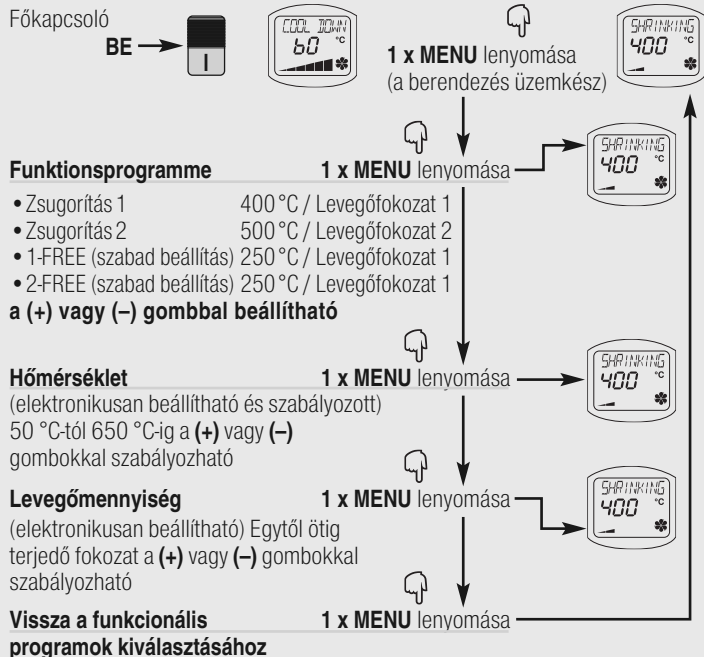 Főkapcsoló
BE
I
COOL DOWN
60 °C
1 x MENU lenyomása
(a berendezés üzemkész)
SHRINKING
400 °C
Funktionsprogramme 1 x MENU lenyomása
SHRINKING
400 °C
• Zsugorítás 1 400 °C / Levegőfokozat 1
• Zsugorítás 2 500 °C / Levegőfokozat 2
• 1-FREE (szabad beállítás) 250 °C / Levegőfokozat 1
• 2-FREE (szabad beállítás) 250 °C / Levegőfokozat 1
a (+) vagy (–) gombbal beállítható
Hőmérséklet 1 x MENU lenyomása
SHRINKING
400 °C
(elektronikusan beállítható és szabályozott)
50 °C-tól 650 °C-ig a (+) vagy (–)
gombokkal szabályozható
Levegőmennyiség 1 x MENU lenyomása
SHRINKING
400 °C
(elektronikusan beállítható) Egytől ötig
terjedő fokozat a (+) vagy (–) gombokkal
szabályozható
Vissza a funkcionális 1 x MENU lenyomása
programok kiválasztásához